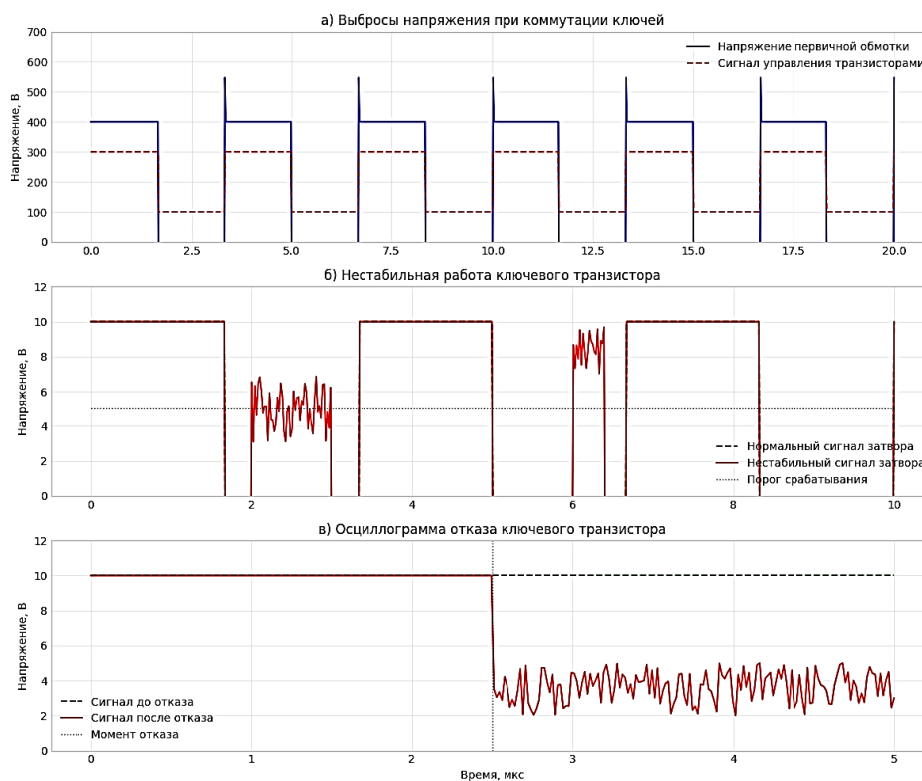 а) Выбросы напряжения при коммутации ключей
700
600
500
400
300
200
100
0
Напряжение, В
Напряжение первичной обмотки
Сигнал управления транзисторами
0.0 2.5 5.0 7.5 10.0 12.5 15.0 17.5 20.0
б) Нестабильная работа ключевого транзистора
12
10
8
6
4
2
0
Напряжение, В
Нормальный сигнал затвора
Нестабильный сигнал затвора
Порог срабатывания
0 2 4 6 8 10
в) Осциллограмма отказа ключевого транзистора
12
10
8
6
4
2
0
Напряжение, В
Сигнал до отказа
Сигнал после отказа
Момент отказа
0 1 2 3 4 5
Время, мкс